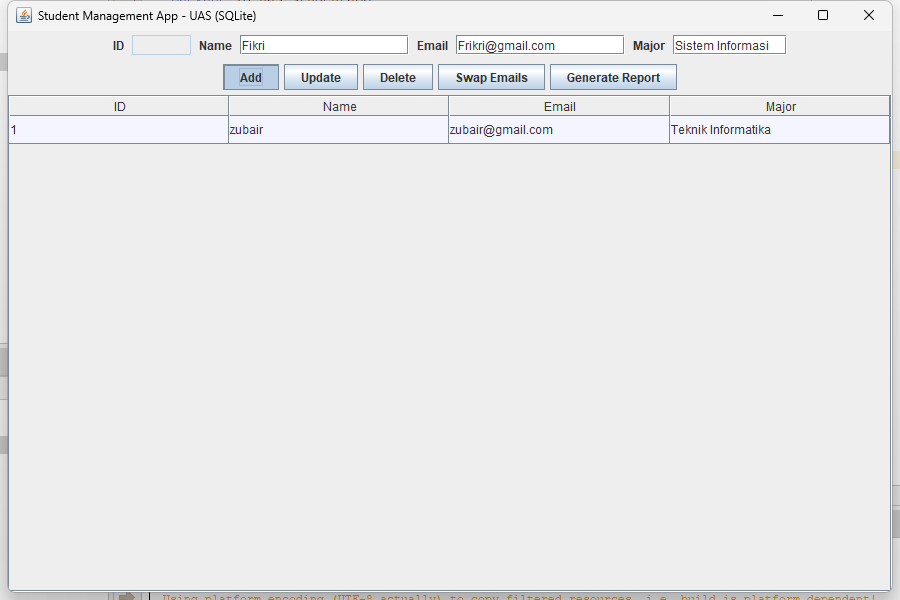 Student Management App - UAS (SQLite)
ID Name Fikri Email Frikri@gmail.com Major Sistem Informasi
Add Update Delete Swap Emails Generate Report
ID Name Email Major
1 zubair zubair@gmail.com Teknik Informatika
Using platform encoding (UTF-8 actually) to copy filtered resources, i.e. build is platform dependent!